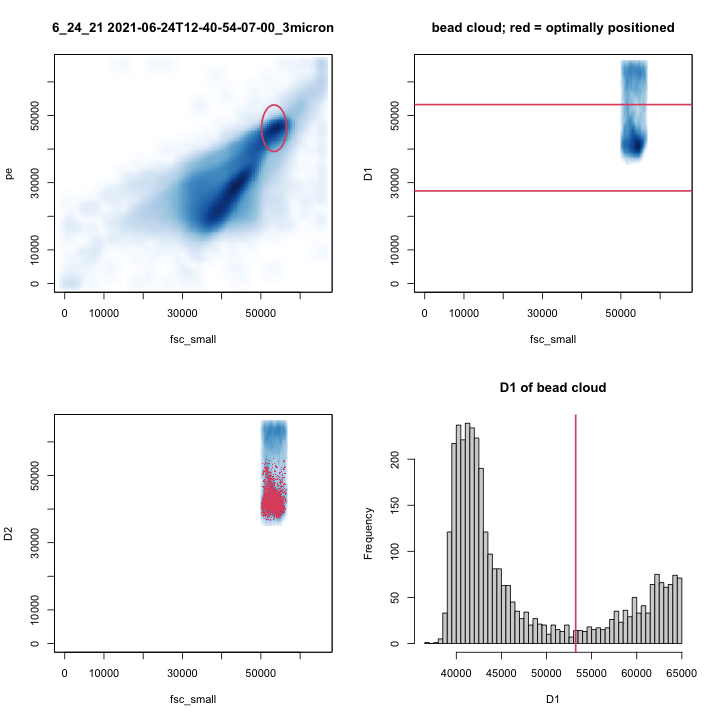 6_24_21 2021-06-24T12-40-54-07-00_3micron
pe
0 10000 30000 50000
0 10000 30000 50000
fsc_small
bead cloud; red = optimally positioned
D1
0 10000 30000 50000
0 10000 30000 50000
fsc_small
D2
0 10000 30000 50000
0 10000 30000 50000
fsc_small
D1 of bead cloud
Frequency
0 50 100 150 200
40000 45000 50000 55000 60000 65000
D1